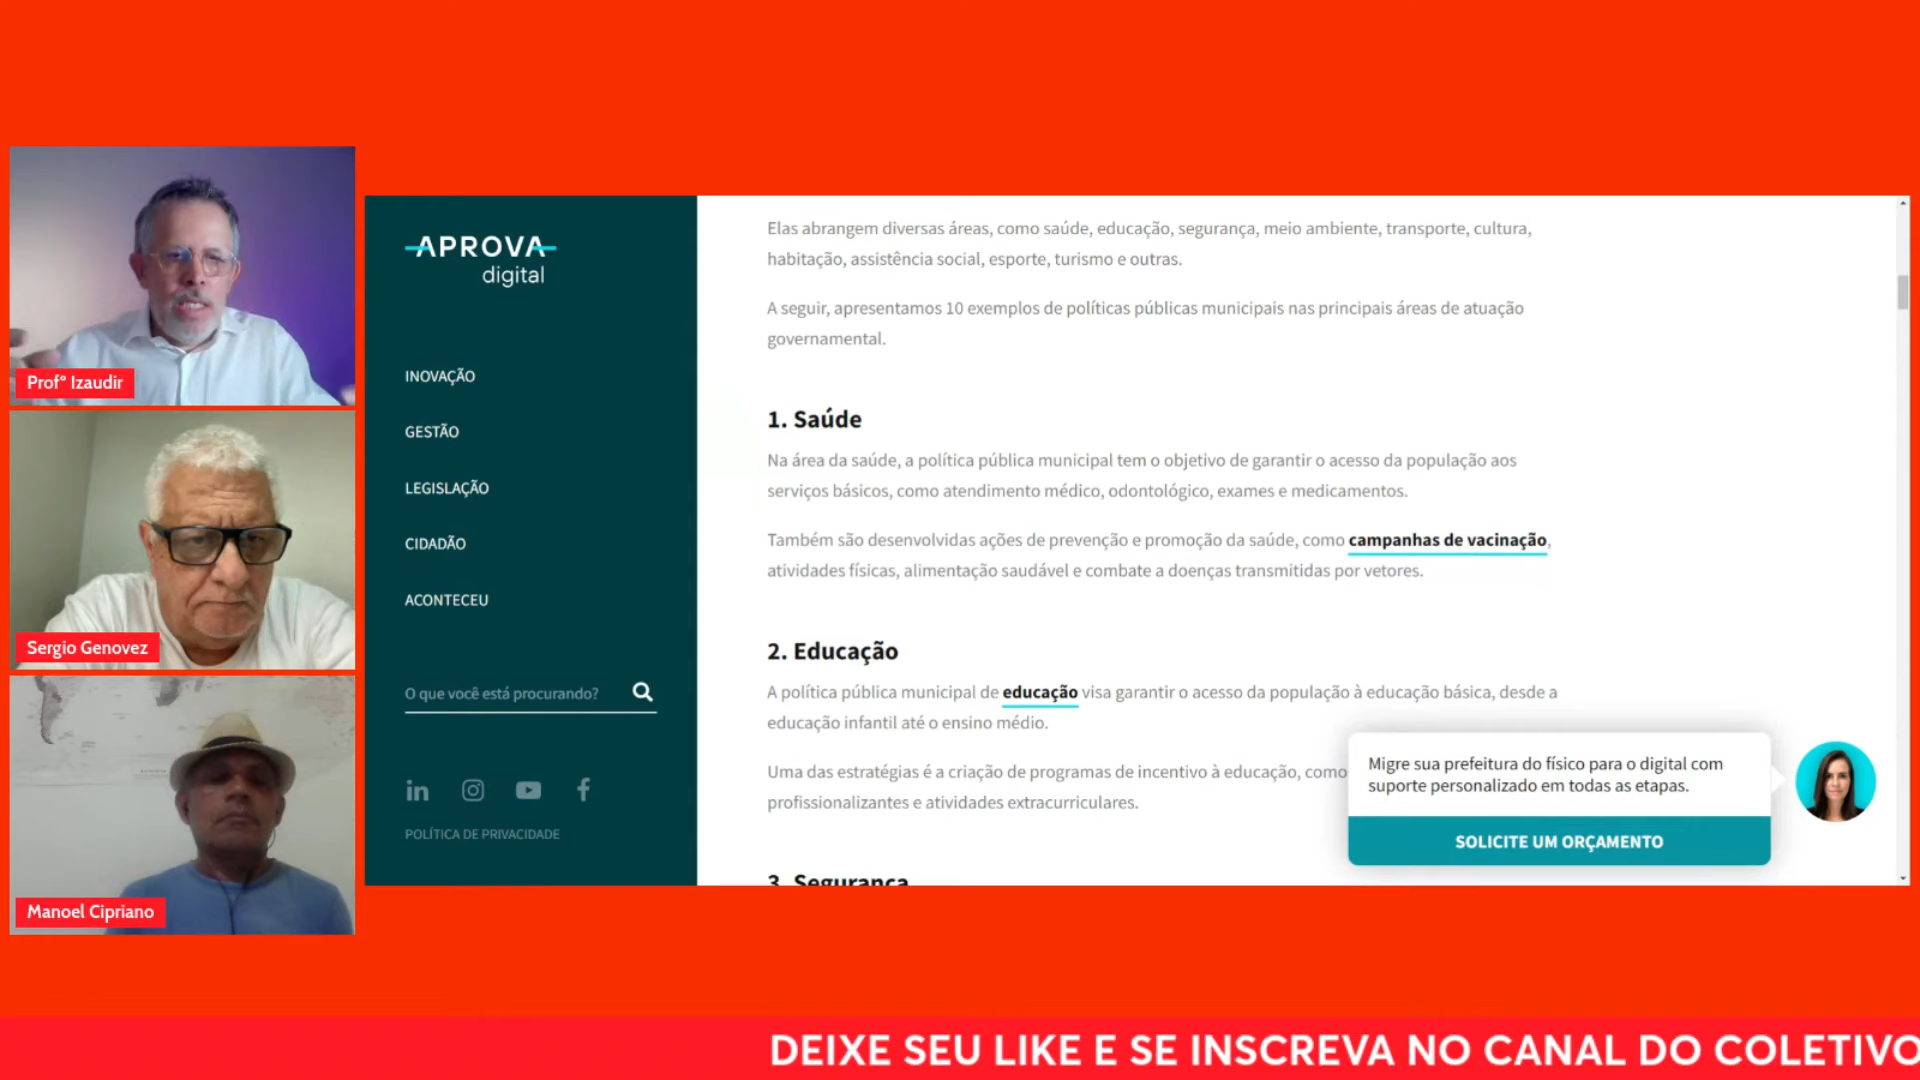 Profº Izaudir
Sergio Genovez
Manoel Cipriano
APROVA
digital
INOVAÇÃO
GESTÃO
LEGISLAÇÃO
CIDADÃO
ACONTECEU
O que você está procurando?
POLÍTICA DE PRIVACIDADE
Elas abrangem diversas áreas, como saúde, educação, segurança, meio ambiente, transporte, cultura,
habitação, assistência social, esporte, turismo e outras.
A seguir, apresentamos 10 exemplos de políticas públicas municipais nas principais áreas de atuação
governamental.
1. Saúde
Na área da saúde, a política pública municipal tem o objetivo de garantir o acesso da população aos
serviços básicos, como atendimento médico, odontológico, exames e medicamentos.
Também são desenvolvidas ações de prevenção e promoção da saúde, como campanhas de vacinação,
atividades físicas, alimentação saudável e combate a doenças transmitidas por vetores.
2. Educação
A política pública municipal de educação visa garantir o acesso da população à educação básica, desde a
educação infantil até o ensino médio.
Uma das estratégias é a criação de programas de incentivo à educação, como
profissionalizantes e atividades extracurriculares.
3. Segurança
Migre sua prefeitura do físico para o digital com
suporte personalizado em todas as etapas.
SOLICITE UM ORÇAMENTO
DEIXE SEU LIKE E SE INSCREVA NO CANAL DO COLETIVO